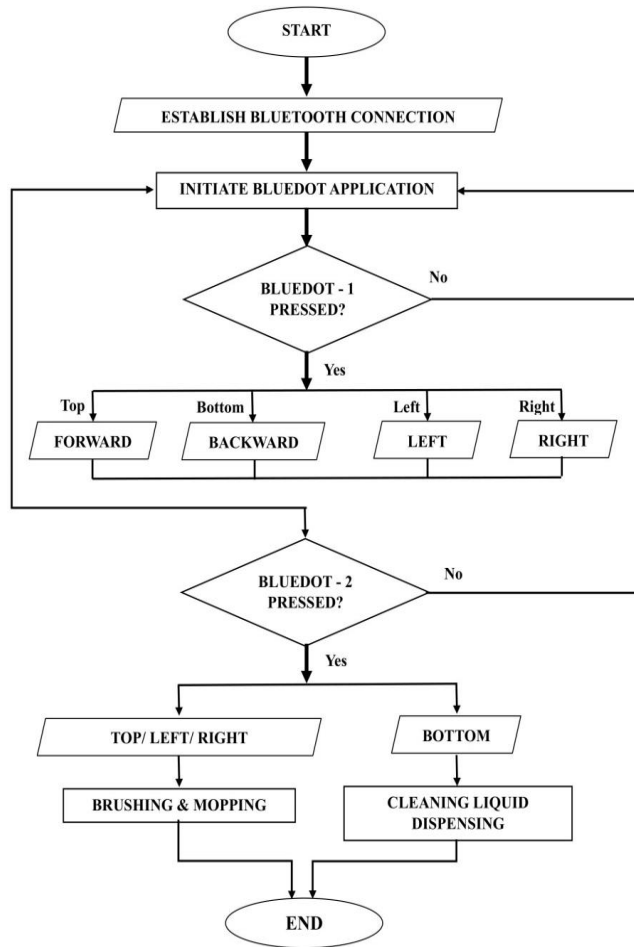 START
ESTABLISH BLUETOOTH CONNECTION
INITIATE BLUEDOT APPLICATION
BLUEDOT - 1
PRESSED?
No
Yes
Top
Bottom
Left
Right
FORWARD
BACKWARD
LEFT
RIGHT
BLUEDOT - 2
PRESSED?
No
Yes
TOP/ LEFT/ RIGHT
BOTTOM
BRUSHING & MOPPING
CLEANING LIQUID
DISPENSING
END